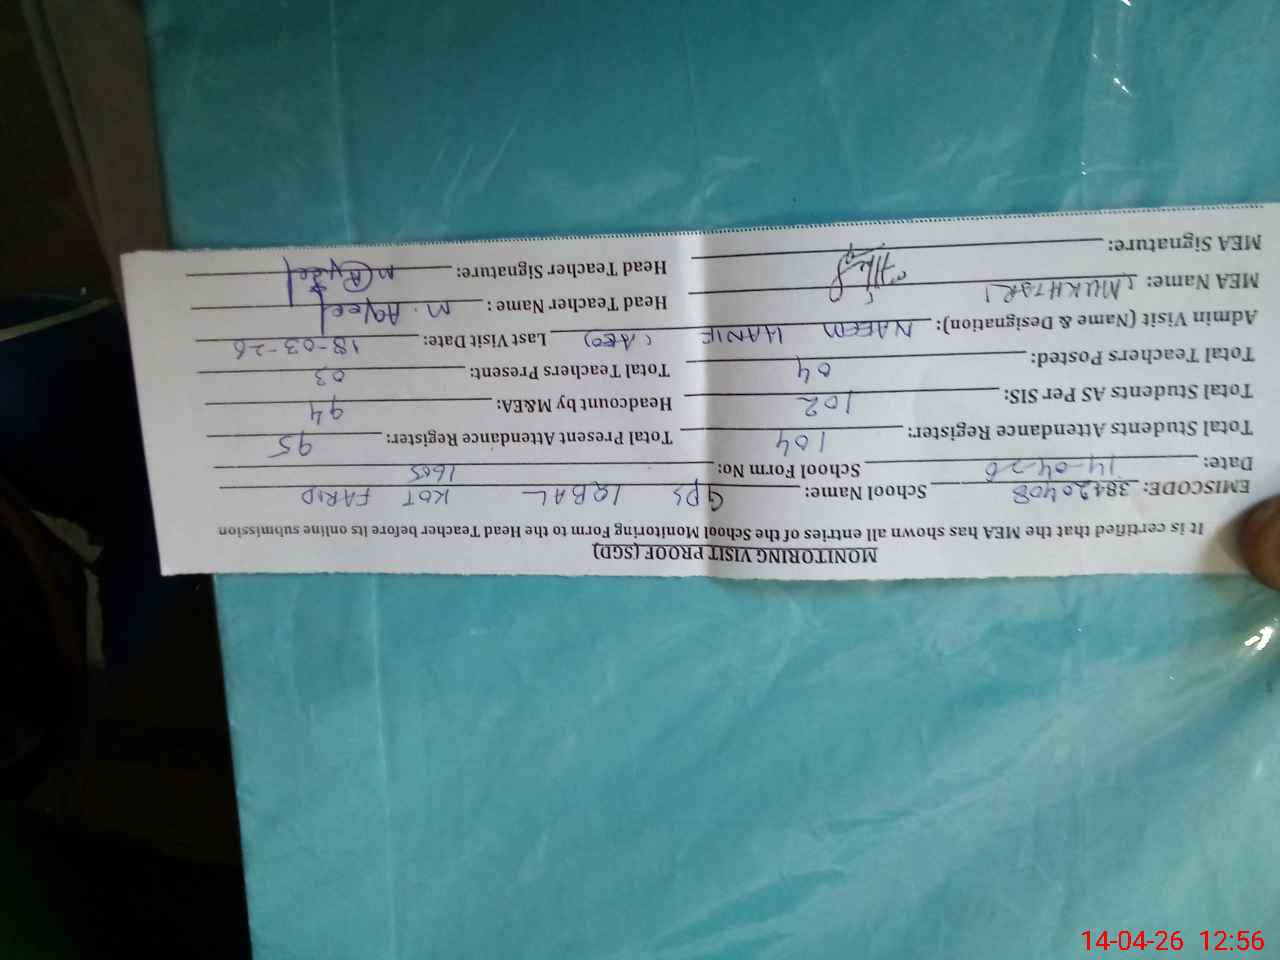 MONITORING VISIT PROOF (SGD)
It is certified that the MEA has shown all entries of the School Monitoring Form to the Head Teacher before its online submission
EMISCODE: 38420408 School Name: GPS IQBAL KOT FARID
Date: 14-04-26 School Form No: 1605
Total Students Attendance Register: 104 Total Present Attendant Register: 95
Total Students AS Per SIS: 102 Headcount by M&EA: 94
Total Teachers Posted: 04 Total Teachers Present: 03
Admin Visit (Name & Designation): NAEEM HANIF (AEO) Last Visit Date: 18-03-26
MEA Name: MUKHTAR Head Teacher Name: M. Aqeel
MEA Signature: Head Teacher Signature: M Aqeel
14-04-26 12:56